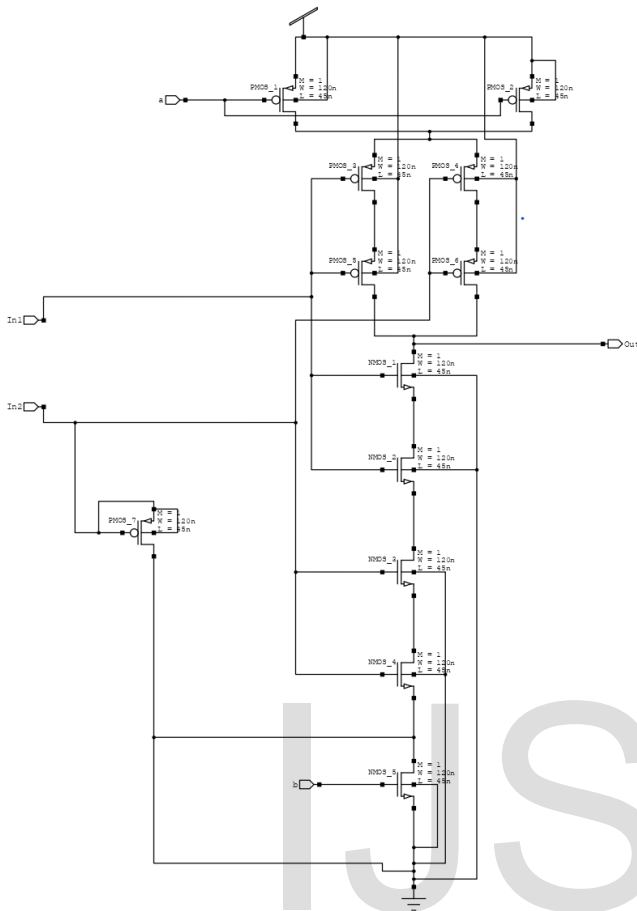 PMOS_1
M = 1
W = 120n
L = 45n
PMOS_2
M = 1
W = 120n
L = 45n
a
PMOS_3
M = 1
W = 120n
L = 45n
PMOS_4
M = 1
W = 120n
L = 45n
PMOS_5
M = 1
W = 120n
L = 45n
PMOS_6
M = 1
W = 120n
L = 45n
In1
Out
NMOS_1
M = 1
W = 120n
L = 45n
In2
NMOS_2
M = 1
W = 120n
L = 45n
PMOS_7
M = 1
W = 120n
L = 45n
NMOS_3
M = 1
W = 120n
L = 45n
NMOS_4
M = 1
W = 120n
L = 45n
b
NMOS_5
M = 1
W = 120n
L = 45n
IJS